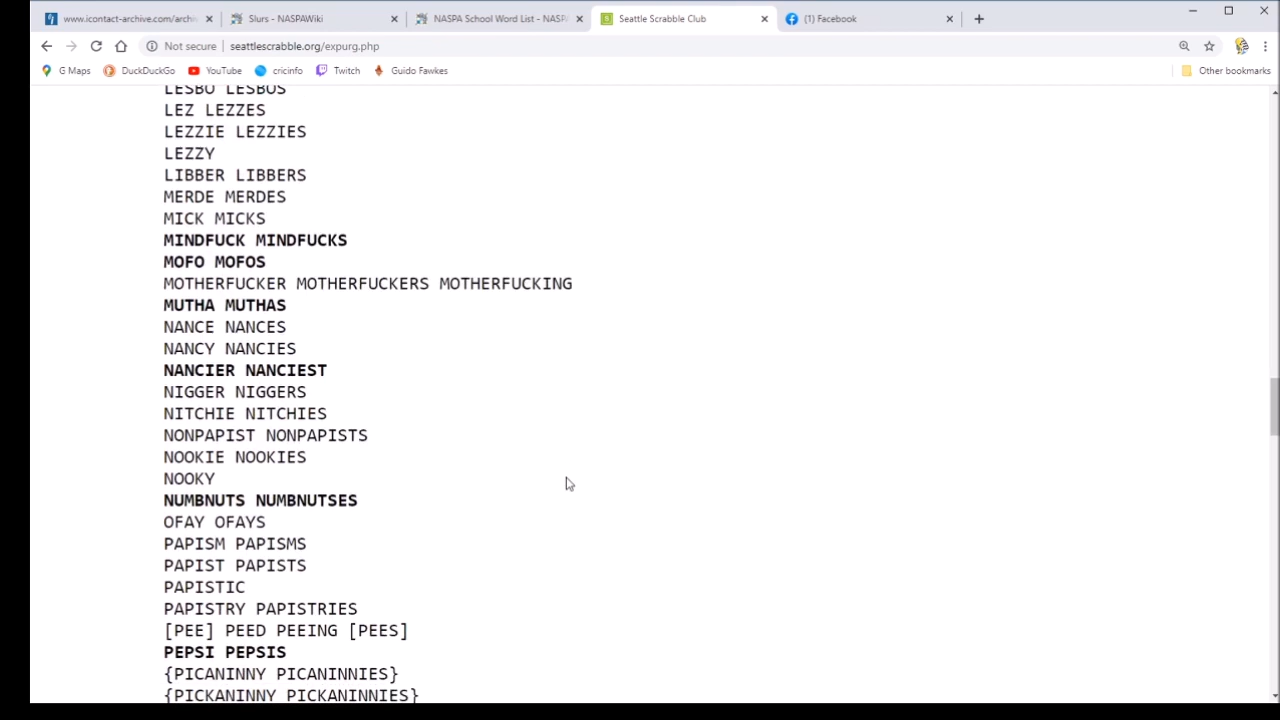 www.icontact-archive.com/archi
Slurs - NASPAWiki
NASPA School Word List - NASPA
Seattle Scrabble Club
(1) Facebook
Not secure | seattlescrabble.org/expurg.php
G Maps
DuckDuckGo
YouTube
cricinfo
Twitch
Guido Fawkes
Other bookmarks
LESBO LESBOS
LEZ LEZZES
LEZZIE LEZZIES
LEZZY
LIBBER LIBBERS
MERDE MERDES
MICK MICKS
MINDFUCK MINDFUCKS
MOFO MOFOS
MOTHERFUCKER MOTHERFUCKERS MOTHERFUCKING
MUTHA MUTHAS
NANCE NANCES
NANCY NANCIES
NANCIER NANCIEST
NIGGER NIGGERS
NITCHIE NITCHIES
NONPAPIST NONPAPISTS
NOOKIE NOOKIES
NOOKY
NUMBNUTS NUMBNUTSES
OFAY OFAYS
PAPISM PAPISMS
PAPIST PAPISTS
PAPISTIC
PAPISTRY PAPISTRIES
[PEE] PEED PEEING [PEES]
PEPSI PEPSIS
{PICANINNY PICANINNIES}
{PICKANINNY PICKANINNIES}